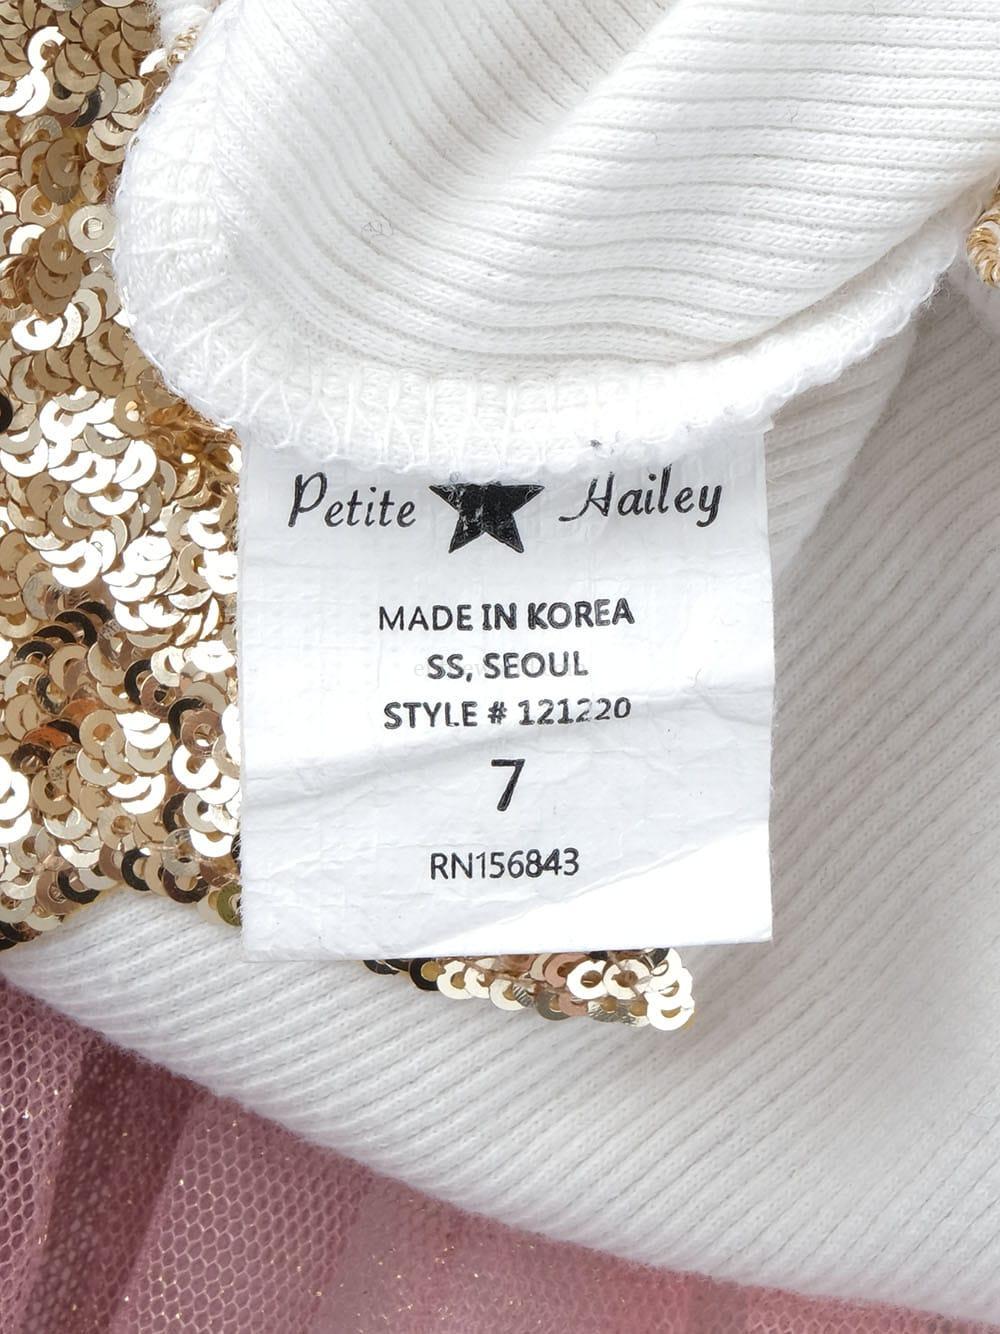 Petite Hailey
MADE IN KOREA
SS, SEOUL
STYLE # 121220
7
RN156843